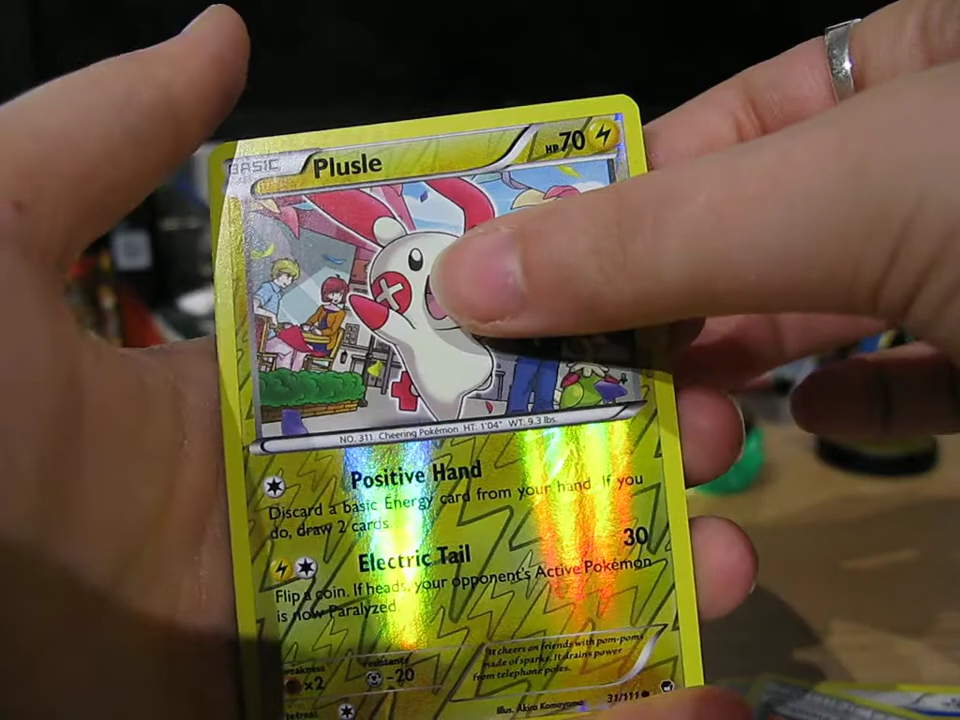 BASIC Plusle HP 70
NO. 311 Cheering Pokémon HT: 1'04" WT: 9.3 lbs.
Positive Hand
Discard a basic Energy card from your hand. If you
do, draw 2 cards.
Electric Tail 30
Flip a coin. If heads, your opponent's Active Pokémon
is now Paralyzed.
weakness resistance
×2 -20
It cheers on friends with pom-poms
made of sparks. It drains power
from telephone poles.
retreat
Illus. Akira Komayama 31/111